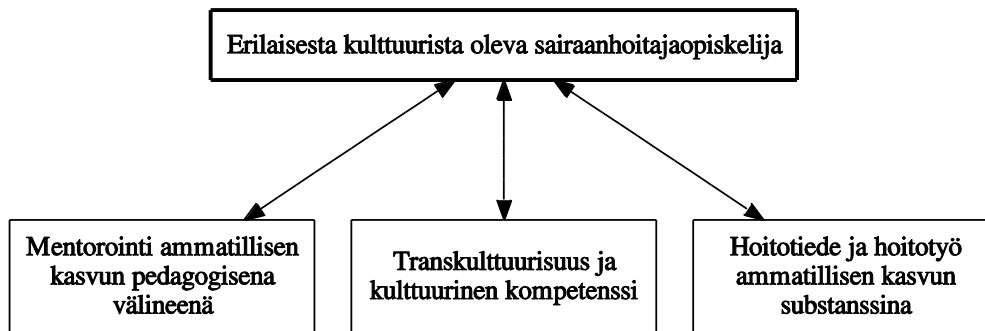 Erilaisesta kulttuurista oleva sairaanhoitajaopiskelija
Mentorointi ammatillisen
kasvun pedagogisena
välineenä
Transkulttuurisuus ja
kulttuurinen kompetenssi
Hoitotiede ja hoitotyö
ammatillisen kasvun
substanssina